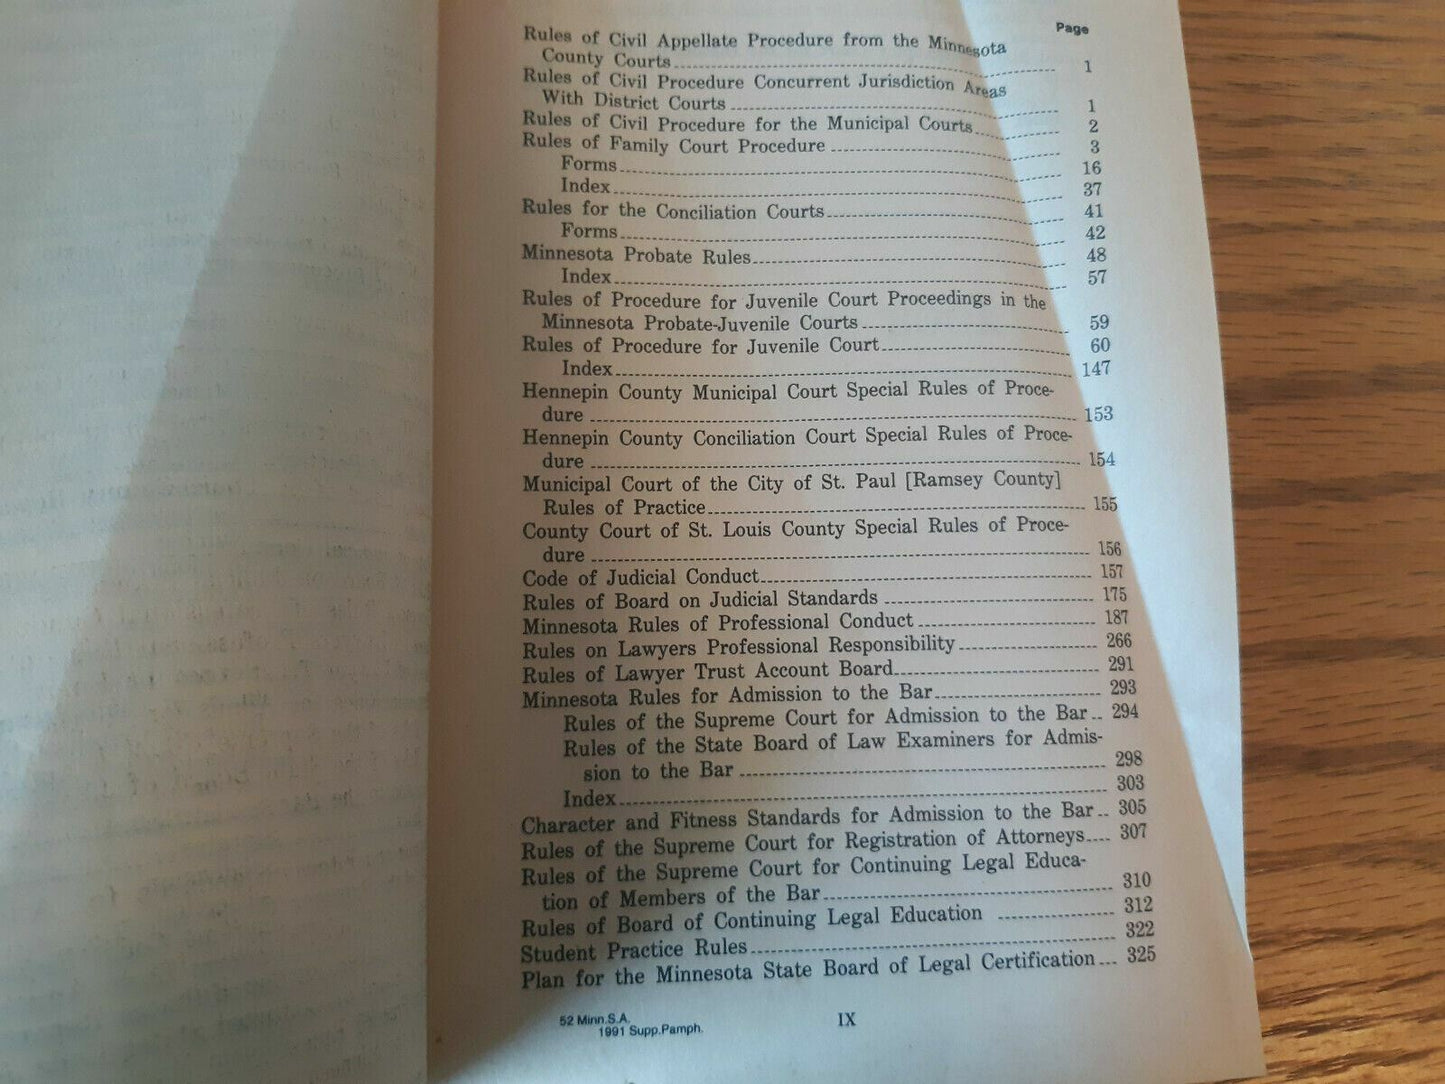 Page
Rules of Civil Appellate Procedure from the Minnesota
County Courts 1
Rules of Civil Procedure Concurrent Jurisdiction Areas
With District Courts 1
Rules of Civil Procedure for the Municipal Courts 2
Rules of Family Court Procedure 3
Forms 16
Index 37
Rules for the Conciliation Courts 41
Forms 42
Minnesota Probate Rules 48
Index 57
Rules of Procedure for Juvenile Court Proceedings in the
Minnesota Probate-Juvenile Courts 59
Rules of Procedure for Juvenile Court 60
Index 147
Hennepin County Municipal Court Special Rules of Proce-
dure 153
Hennepin County Conciliation Court Special Rules of Proce-
dure 154
Municipal Court of the City of St. Paul [Ramsey County]
Rules of Practice 155
County Court of St. Louis County Special Rules of Proce-
dure 156
Code of Judicial Conduct 157
Rules of Board on Judicial Standards 175
Minnesota Rules of Professional Conduct 187
Rules on Lawyers Professional Responsibility 266
Rules of Lawyer Trust Account Board 291
Minnesota Rules for Admission to the Bar 293
Rules of the Supreme Court for Admission to the Bar 294
Rules of the State Board of Law Examiners for Admis-
sion to the Bar 298
Index 303
Character and Fitness Standards for Admission to the Bar 305
Rules of the Supreme Court for Registration of Attorneys 307
Rules of the Supreme Court for Continuing Legal Educa-
tion of Members of the Bar 310
Rules of Board of Continuing Legal Education 312
Student Practice Rules 322
Plan for the Minnesota State Board of Legal Certification 325
52 Minn.S.A.
1991 Supp.Pamph.
IX